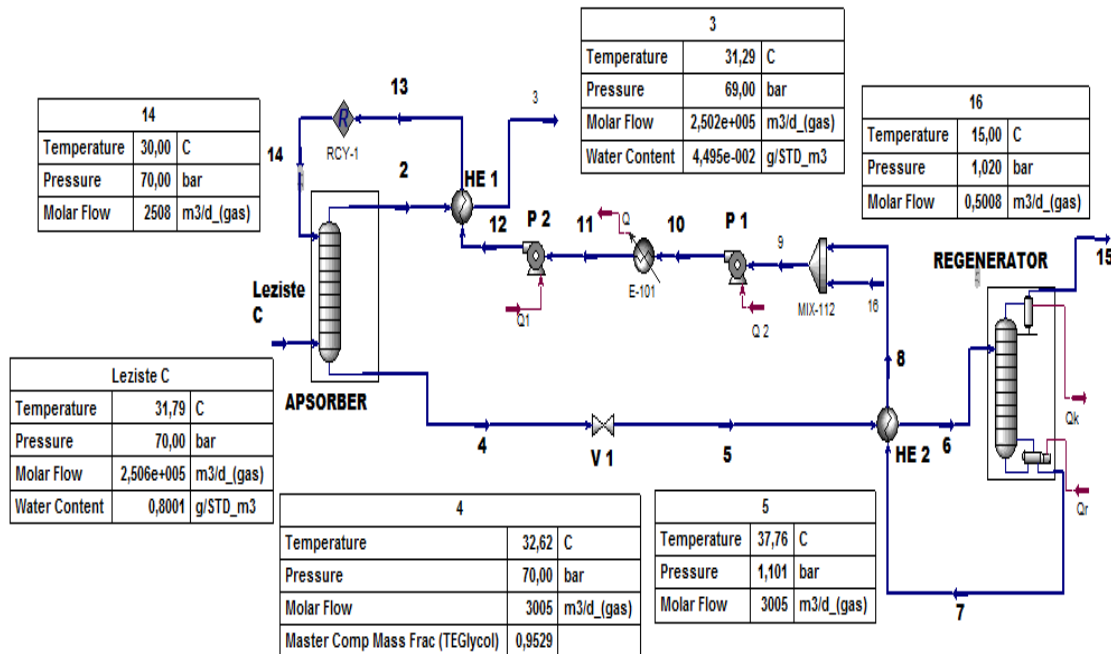 3
Temperature 31,29 C
Pressure 69,00 bar
Molar Flow 2,502e+005 m3/d_(gas)
Water Content 4,495e-002 g/STD_m3
13
3
14
Temperature 30,00 C
Pressure 70,00 bar
Molar Flow 2508 m3/d_(gas)
R
RCY-1
14
2
HE 1
16
Temperature 15,00 C
Pressure 1,020 bar
Molar Flow 0,5008 m3/d_(gas)
12
P 2
11
Q
10
P 1
9
E-101
MIX-112
16
Q1
Q 2
15
REGENERATOR
Leziste
C
8
APSORBER
Leziste C
Temperature 31,79 C
Pressure 70,00 bar
Molar Flow 2,506e+005 m3/d_(gas)
Water Content 0,8001 g/STD_m3
4
V 1
5
HE 2
6
Qk
Qr
4
Temperature 32,62 C
Pressure 70,00 bar
Molar Flow 3005 m3/d_(gas)
Master Comp Mass Frac (TEGlycol) 0,9529
5
Temperature 37,76 C
Pressure 1,101 bar
Molar Flow 3005 m3/d_(gas)
7